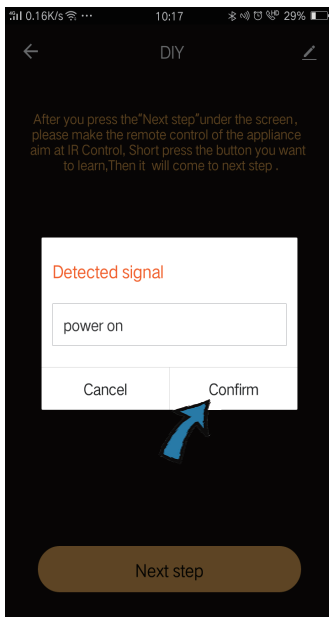 0.16K/s ··· 10:17 29%
DIY
After you press the"Next step"under the screen,
please make the remote control of the appliance
aim at IR Control, Short press the button you want
to learn,Then it will come to next step .
Detected signal
power on
Cancel Confirm
Next step